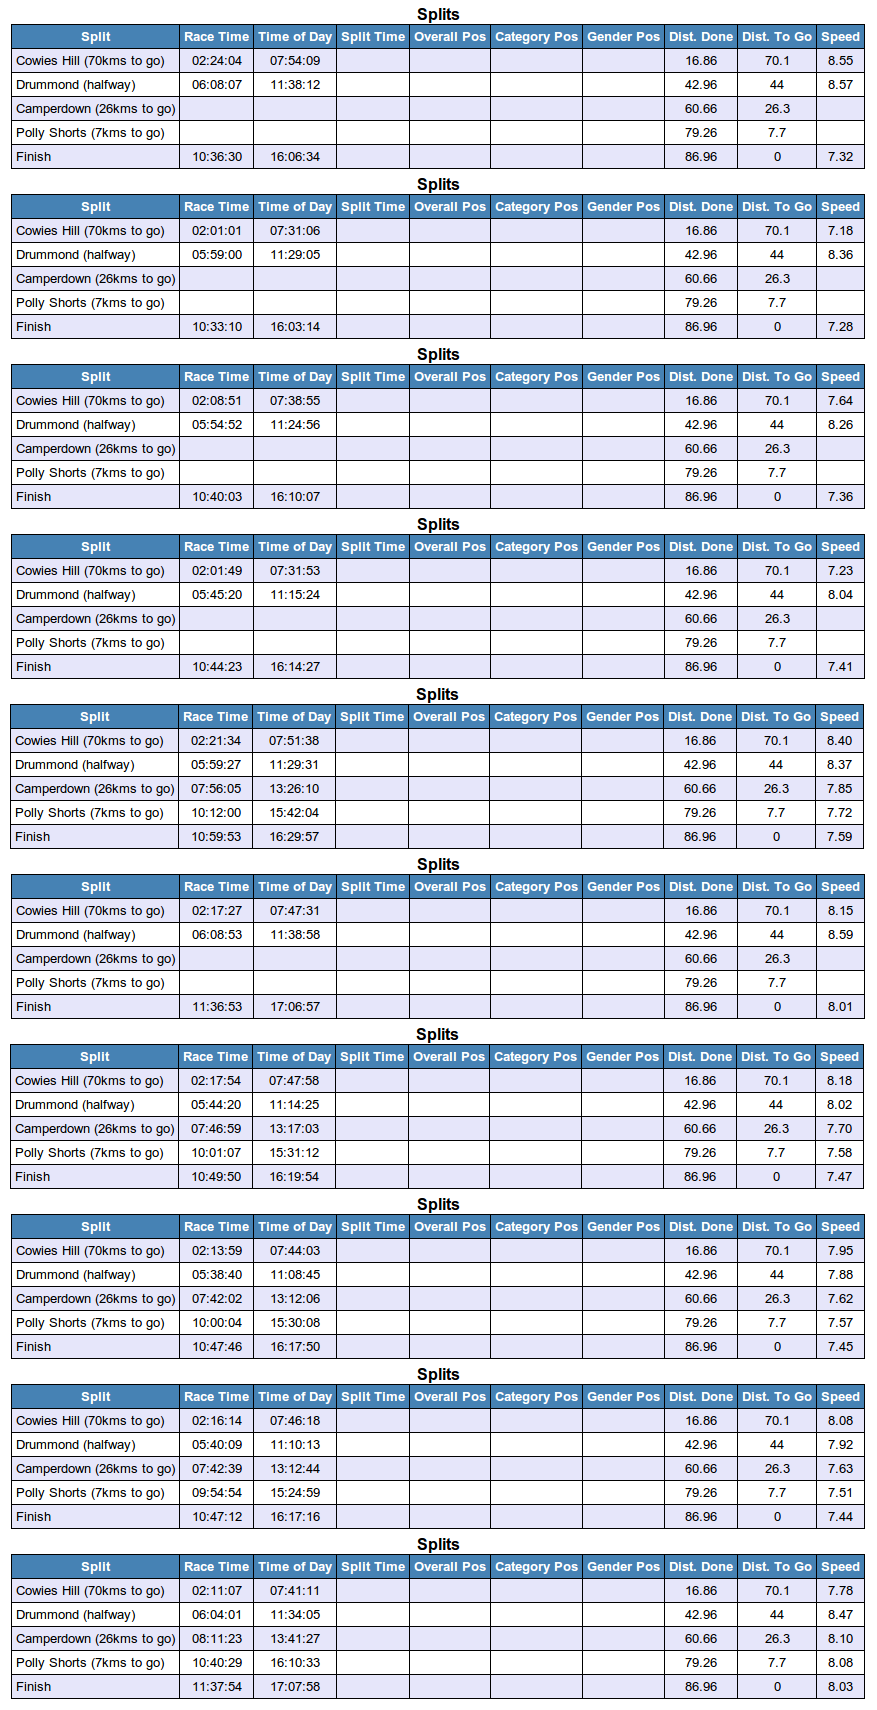 Splits
Split Race Time Time of Day Split Time Overall Pos Category Pos Gender Pos Dist. Done Dist. To Go Speed
Cowies Hill (70kms to go) 02:24:04 07:54:09 16.86 70.1 8.55
Drummond (halfway) 06:08:07 11:38:12 42.96 44 8.57
Camperdown (26kms to go) 60.66 26.3
Polly Shorts (7kms to go) 79.26 7.7
Finish 10:36:30 16:06:34 86.96 0 7.32
Splits
Split Race Time Time of Day Split Time Overall Pos Category Pos Gender Pos Dist. Done Dist. To Go Speed
Cowies Hill (70kms to go) 02:01:01 07:31:06 16.86 70.1 7.18
Drummond (halfway) 05:59:00 11:29:05 42.96 44 8.36
Camperdown (26kms to go) 60.66 26.3
Polly Shorts (7kms to go) 79.26 7.7
Finish 10:33:10 16:03:14 86.96 0 7.28
Splits
Split Race Time Time of Day Split Time Overall Pos Category Pos Gender Pos Dist. Done Dist. To Go Speed
Cowies Hill (70kms to go) 02:08:51 07:38:55 16.86 70.1 7.64
Drummond (halfway) 05:54:52 11:24:56 42.96 44 8.26
Camperdown (26kms to go) 60.66 26.3
Polly Shorts (7kms to go) 79.26 7.7
Finish 10:40:03 16:10:07 86.96 0 7.36
Splits
Split Race Time Time of Day Split Time Overall Pos Category Pos Gender Pos Dist. Done Dist. To Go Speed
Cowies Hill (70kms to go) 02:01:49 07:31:53 16.86 70.1 7.23
Drummond (halfway) 05:45:20 11:15:24 42.96 44 8.04
Camperdown (26kms to go) 60.66 26.3
Polly Shorts (7kms to go) 79.26 7.7
Finish 10:44:23 16:14:27 86.96 0 7.41
Splits
Split Race Time Time of Day Split Time Overall Pos Category Pos Gender Pos Dist. Done Dist. To Go Speed
Cowies Hill (70kms to go) 02:21:34 07:51:38 16.86 70.1 8.40
Drummond (halfway) 05:59:27 11:29:31 42.96 44 8.37
Camperdown (26kms to go) 07:56:05 13:26:10 60.66 26.3 7.85
Polly Shorts (7kms to go) 10:12:00 15:42:04 79.26 7.7 7.72
Finish 10:59:53 16:29:57 86.96 0 7.59
Splits
Split Race Time Time of Day Split Time Overall Pos Category Pos Gender Pos Dist. Done Dist. To Go Speed
Cowies Hill (70kms to go) 02:17:27 07:47:31 16.86 70.1 8.15
Drummond (halfway) 06:08:53 11:38:58 42.96 44 8.59
Camperdown (26kms to go) 60.66 26.3
Polly Shorts (7kms to go) 79.26 7.7
Finish 11:36:53 17:06:57 86.96 0 8.01
Splits
Split Race Time Time of Day Split Time Overall Pos Category Pos Gender Pos Dist. Done Dist. To Go Speed
Cowies Hill (70kms to go) 02:17:54 07:47:58 16.86 70.1 8.18
Drummond (halfway) 05:44:20 11:14:25 42.96 44 8.02
Camperdown (26kms to go) 07:46:59 13:17:03 60.66 26.3 7.70
Polly Shorts (7kms to go) 10:01:07 15:31:12 79.26 7.7 7.58
Finish 10:49:50 16:19:54 86.96 0 7.47
Splits
Split Race Time Time of Day Split Time Overall Pos Category Pos Gender Pos Dist. Done Dist. To Go Speed
Cowies Hill (70kms to go) 02:13:59 07:44:03 16.86 70.1 7.95
Drummond (halfway) 05:38:40 11:08:45 42.96 44 7.88
Camperdown (26kms to go) 07:42:02 13:12:06 60.66 26.3 7.62
Polly Shorts (7kms to go) 10:00:04 15:30:08 79.26 7.7 7.57
Finish 10:47:46 16:17:50 86.96 0 7.45
Splits
Split Race Time Time of Day Split Time Overall Pos Category Pos Gender Pos Dist. Done Dist. To Go Speed
Cowies Hill (70kms to go) 02:16:14 07:46:18 16.86 70.1 8.08
Drummond (halfway) 05:40:09 11:10:13 42.96 44 7.92
Camperdown (26kms to go) 07:42:39 13:12:44 60.66 26.3 7.63
Polly Shorts (7kms to go) 09:54:54 15:24:59 79.26 7.7 7.51
Finish 10:47:12 16:17:16 86.96 0 7.44
Splits
Split Race Time Time of Day Split Time Overall Pos Category Pos Gender Pos Dist. Done Dist. To Go Speed
Cowies Hill (70kms to go) 02:11:07 07:41:11 16.86 70.1 7.78
Drummond (halfway) 06:04:01 11:34:05 42.96 44 8.47
Camperdown (26kms to go) 08:11:23 13:41:27 60.66 26.3 8.10
Polly Shorts (7kms to go) 10:40:29 16:10:33 79.26 7.7 8.08
Finish 11:37:54 17:07:58 86.96 0 8.03